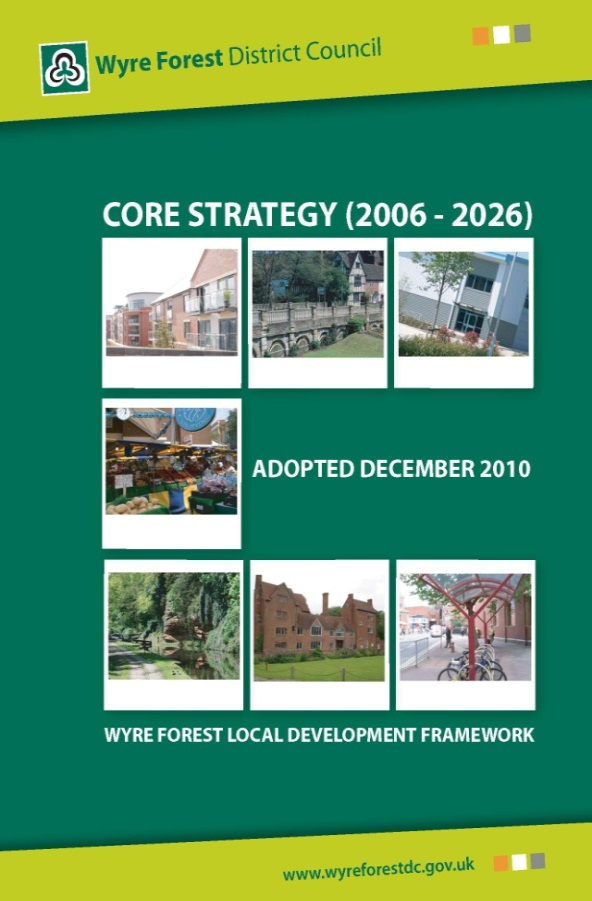 Wyre Forest District Council
CORE STRATEGY (2006 - 2026)
ADOPTED DECEMBER 2010
WYRE FOREST LOCAL DEVELOPMENT FRAMEWORK
www.wyreforestdc.gov.uk